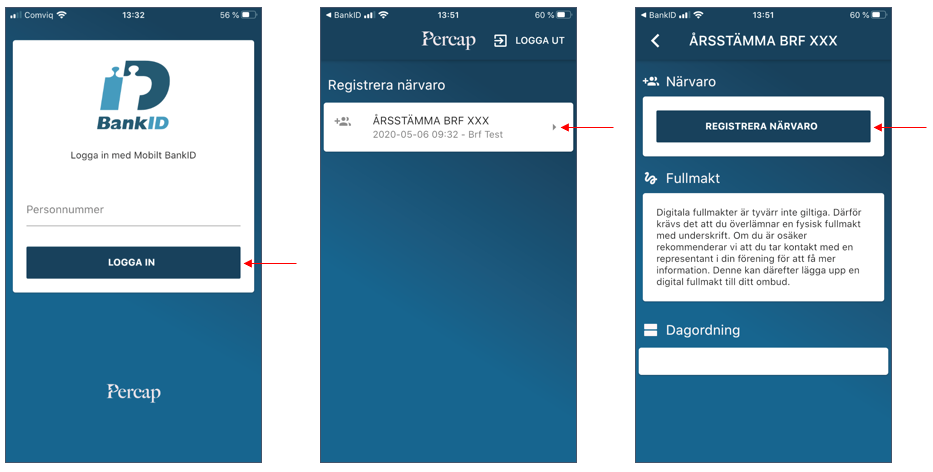 Comviq 13:32 56 %
BankID
Logga in med Mobilt BankID
Personnummer
LOGGA IN
Percap
BankID 13:51 60 %
Percap LOGGA UT
Registrera närvaro
ÅRSSTÄMMA BRF XXX
2020-05-06 09:32 - Brf Test
BankID 13:51 60 %
ÅRSSTÄMMA BRF XXX
Närvaro
REGISTRERA NÄRVARO
Fullmakt
Digitala fullmakter är tyvärr inte giltiga. Därför
krävs det att du överlämnar en fysisk fullmakt
med underskrift. Om du är osäker
rekommenderar vi att du tar kontakt med en
representant i din förening för att få mer
information. Denne kan därefter lägga upp en
digital fullmakt till ditt ombud.
Dagordning